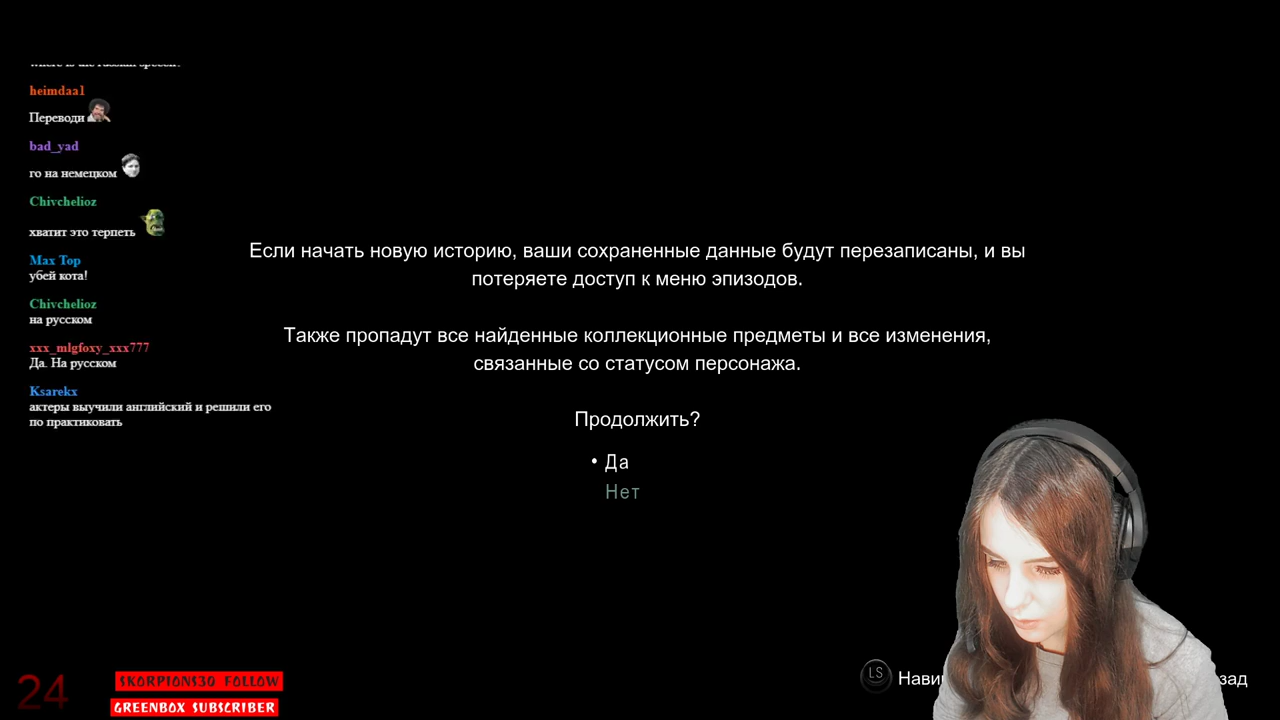 heimdaa1
Переводи
bad_yad
го на немецком
Chivchelioz
хватит это терпеть
Max Top
убей кота!
Chivchelioz
на русском
xxx_mlgfoxy_xxx777
Да. На русском
Ksarekx
актеры выучили английский и решили его
по практиковать
Если начать новую историю, ваши сохраненные данные будут перезаписаны, и вы
потеряете доступ к меню эпизодов.
Также пропадут все найденные коллекционные предметы и все изменения,
связанные со статусом персонажа.
Продолжить?
• Да
Нет
24
SKORPIONS30 FOLLOW
GREENBOX SUBSCRIBER
LS